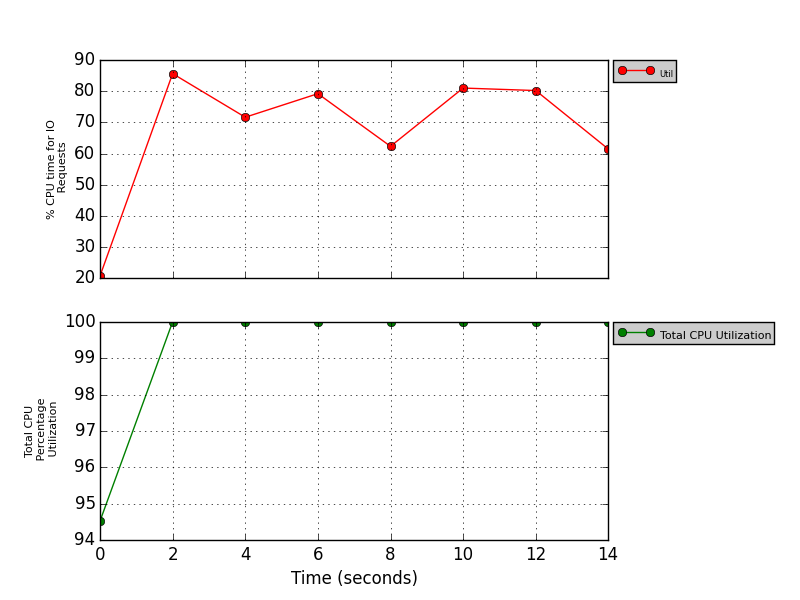 90
80
70
60
50
40
30
20
% CPU time for IO
Requests
Util
100
99
98
97
96
95
94
Total CPU
Percentage
Utilization
Total CPU Utilization
0 2 4 6 8 10 12 14
Time (seconds)